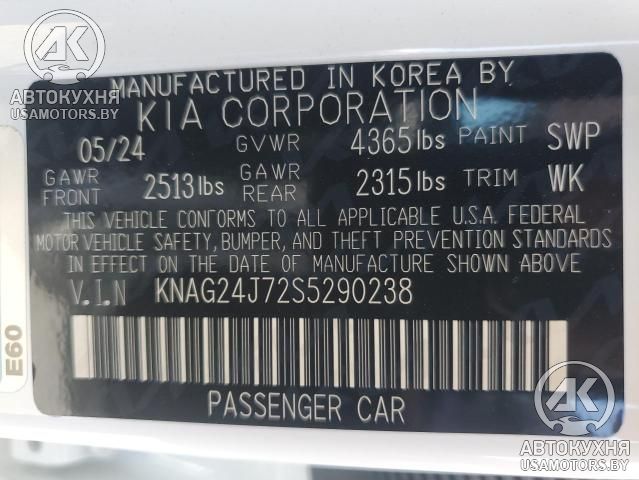 MANUFACTURED IN KOREA BY
KIA CORPORATION
05/24 GVWR 4365 lbs PAINT SWP
GAWR FRONT 2513 lbs GAWR REAR 2315 lbs TRIM WK
THIS VEHICLE CONFORMS TO ALL APPLICABLE U.S.A. FEDERAL
MOTOR VEHICLE SAFETY, BUMPER, AND THEFT PREVENTION STANDARDS
IN EFFECT ON THE DATE OF MANUFACTURE SHOWN ABOVE
V.I.N KNAG24J72S5290238
PASSENGER CAR
E60
АК
АВТОКУХНЯ
USAMOTORS.BY
АК
АВТОКУХНЯ
USAMOTORS.BY